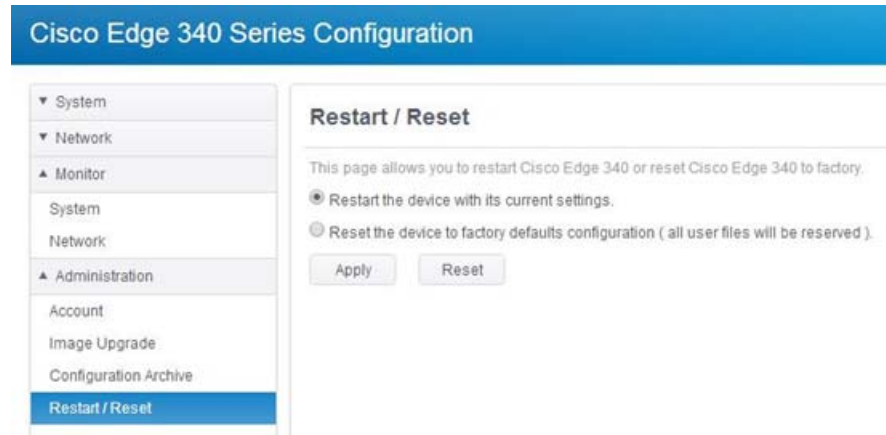 Cisco Edge 340 Series Configuration
System
Network
Monitor
System
Network
Administration
Account
Image Upgrade
Configuration Archive
Restart / Reset
Restart / Reset
This page allows you to restart Cisco Edge 340 or reset Cisco Edge 340 to factory.
Restart the device with its current settings.
Reset the device to factory defaults configuration ( all user files will be reserved ).
Apply
Reset